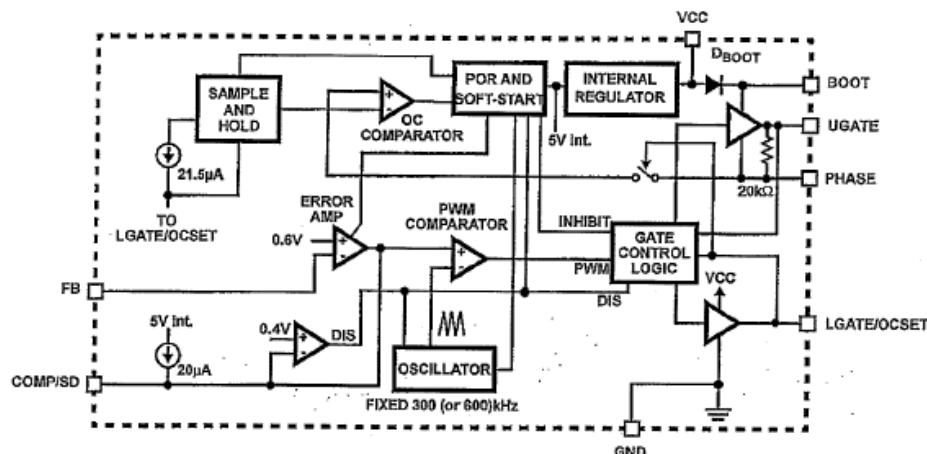 VCC
DBOOT
BOOT
SAMPLE
AND
HOLD
POR AND
SOFT-START
INTERNAL
REGULATOR
+
-
OC
COMPARATOR
5V Int.
UGATE
21.5µA
TO
LGATE/OCSET
20kΩ
PHASE
ERROR
AMP
PWM
COMPARATOR
INHIBIT
0.6V
+
-
+
-
GATE
CONTROL
LOGIC
PWM
DIS
VCC
FB
5V Int.
0.4V
+
-
DIS
LGATE/OCSET
20µA
OSCILLATOR
COMP/SD
FIXED 300 (or 600)kHz
GND